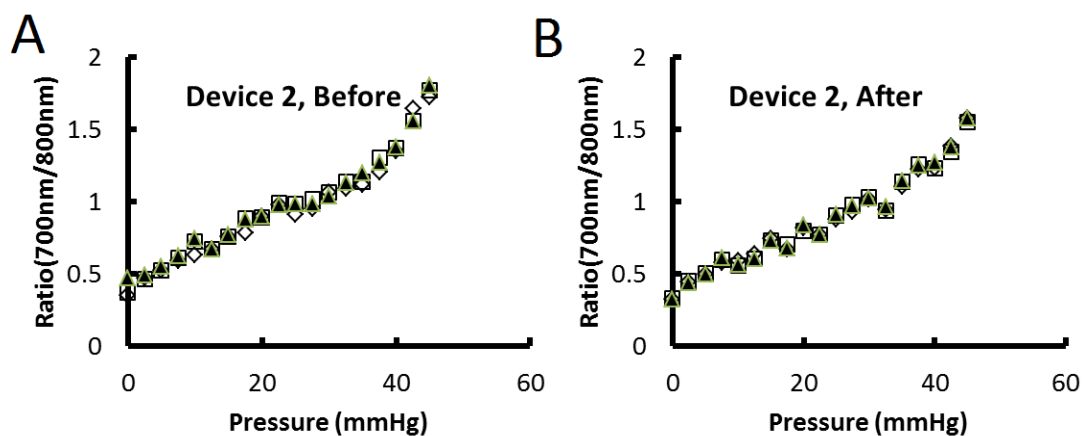 A
Device 2, Before
Ratio(700nm/800nm)
2
1.5
1
0.5
0
0
20
40
60
Pressure (mmHg)
B
Device 2, After
Ratio(700nm/800nm)
2
1.5
1
0.5
0
0
20
40
60
Pressure (mmHg)